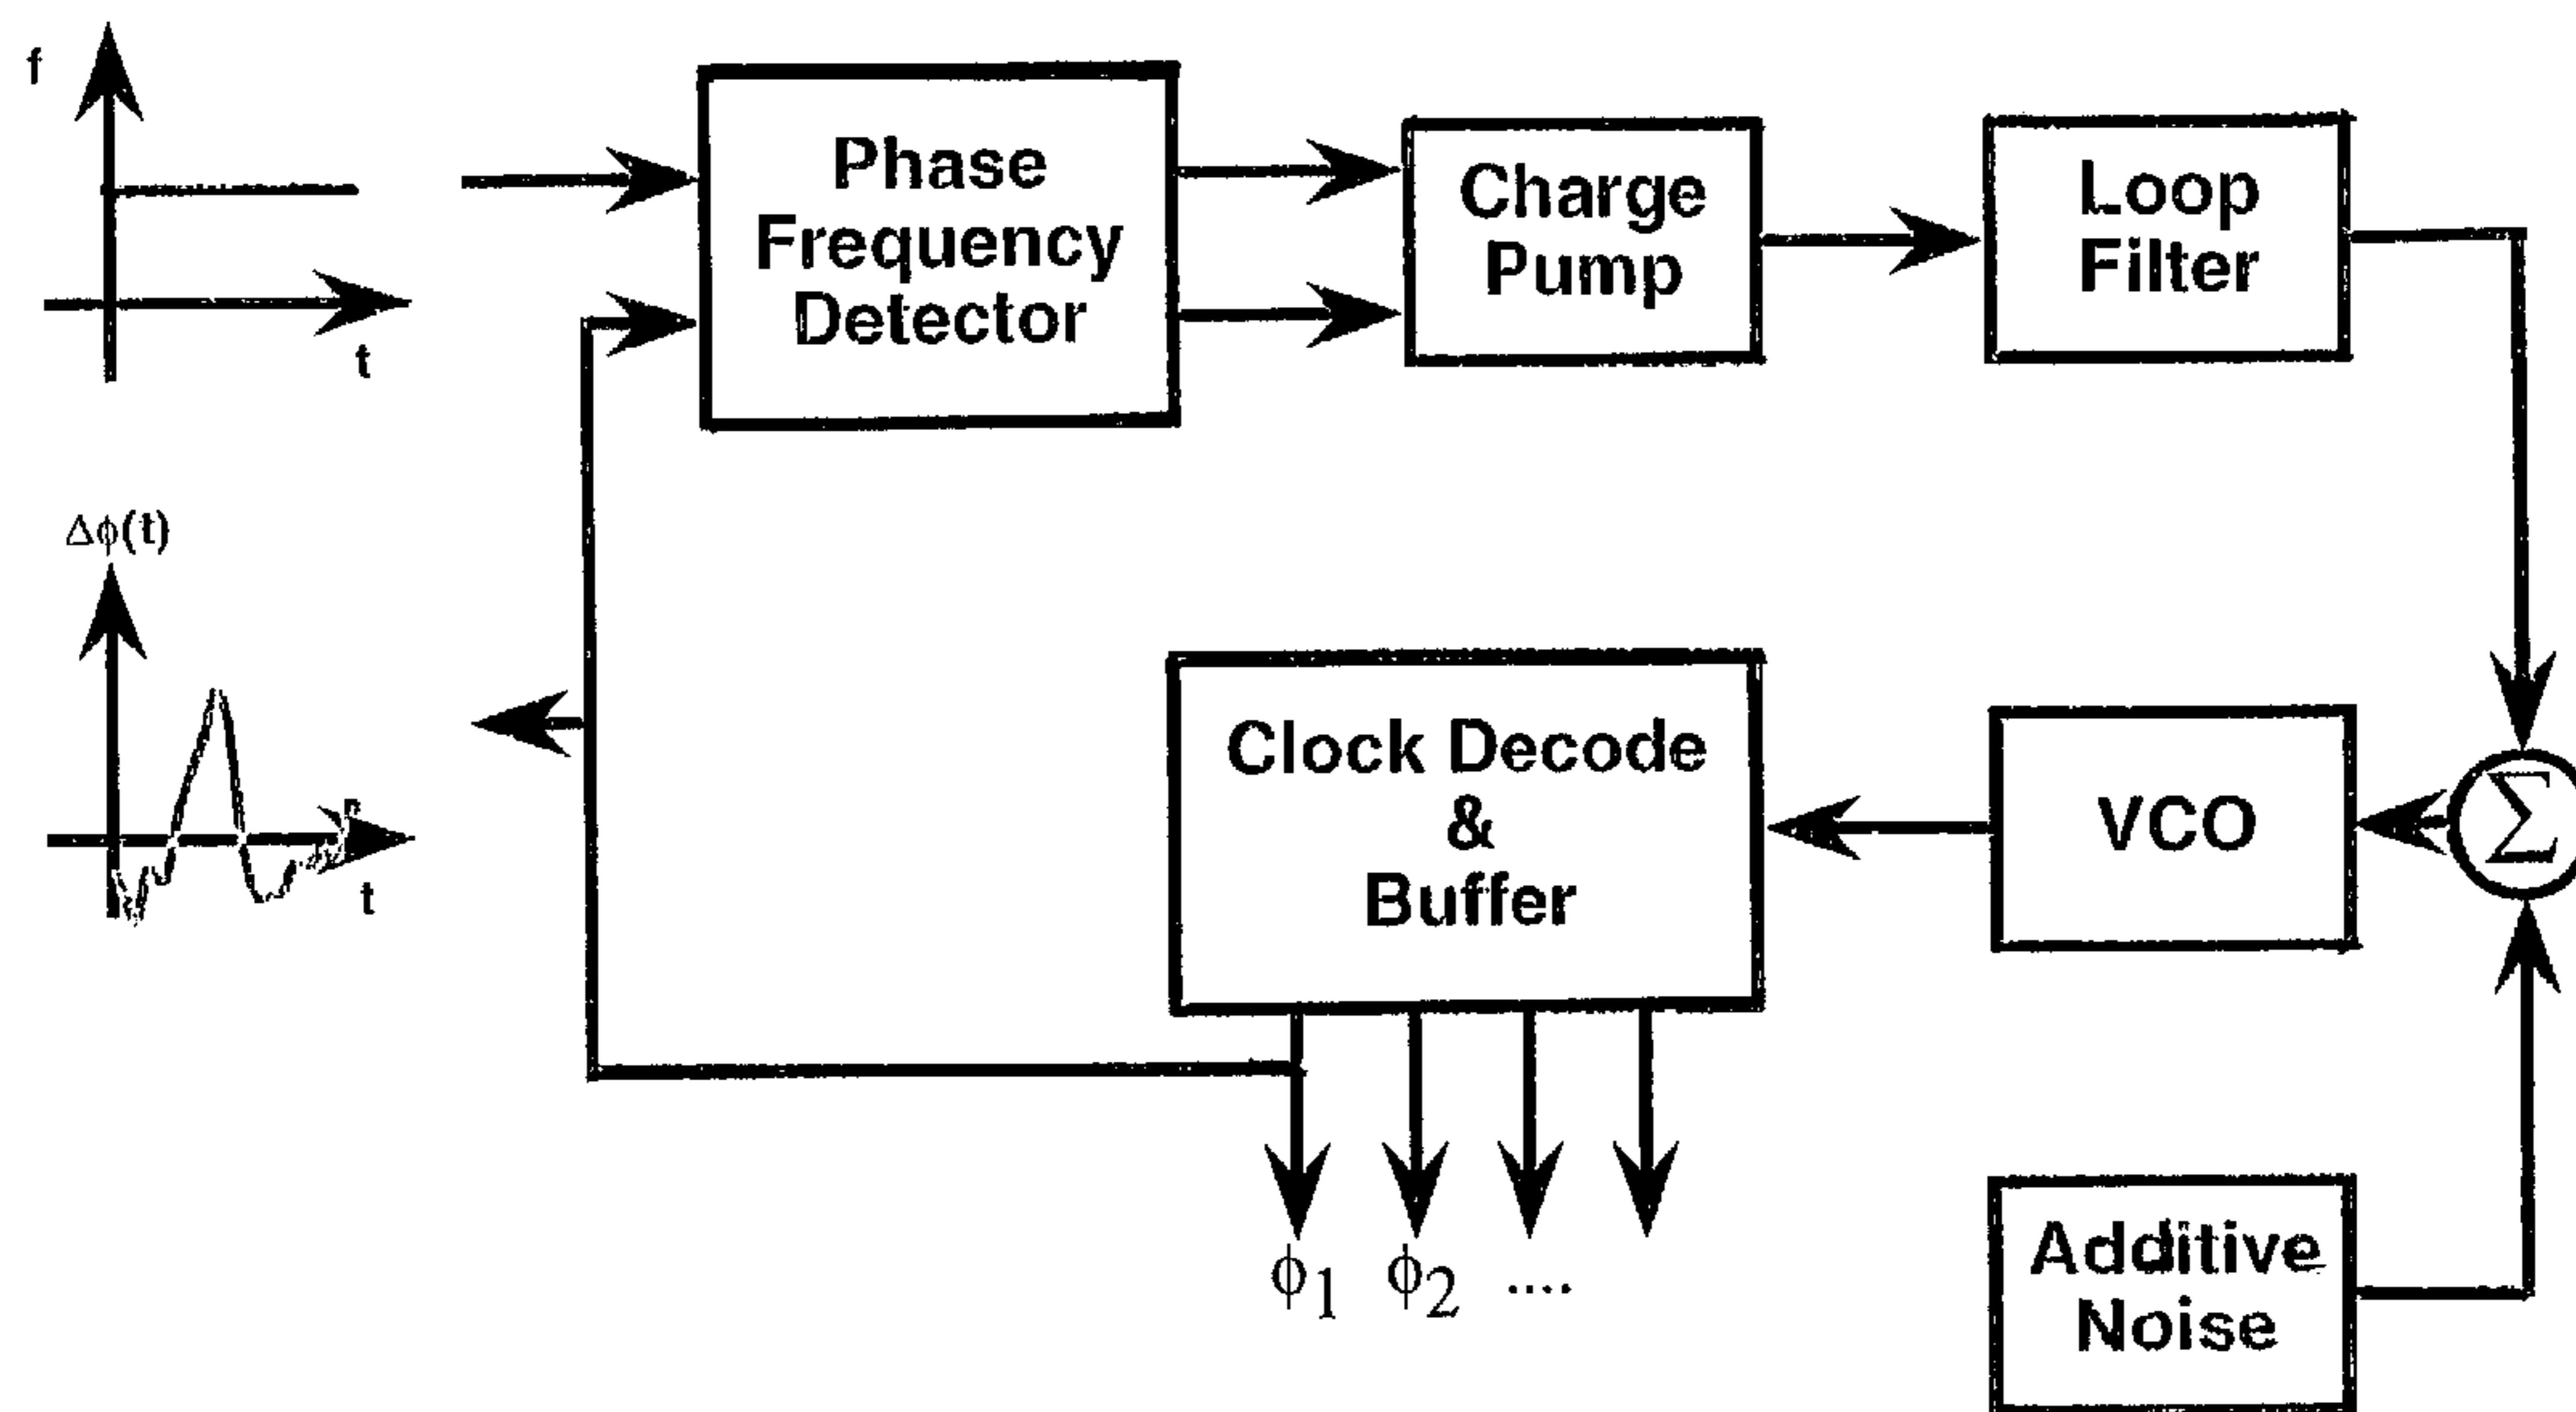 f
t
Phase
Frequency
Detector
Charge
Pump
Loop
Filter
Δϕ(t)
t
Clock Decode
&
Buffer
VCO
Σ
ϕ1 ϕ2 ....
Additive
Noise